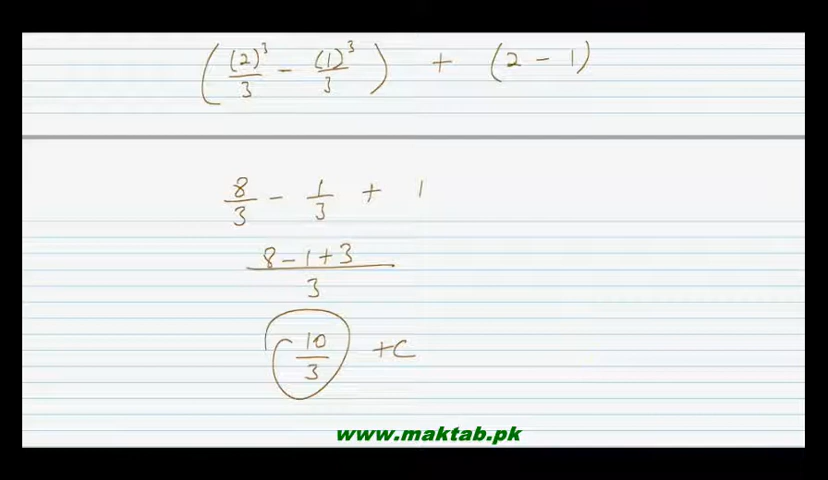 ((2)³/3 - (1)³/3) + (2 - 1)
8/3 - 1/3 + 1
8 - 1 + 3 / 3
10/3 + C
www.maktab.pk